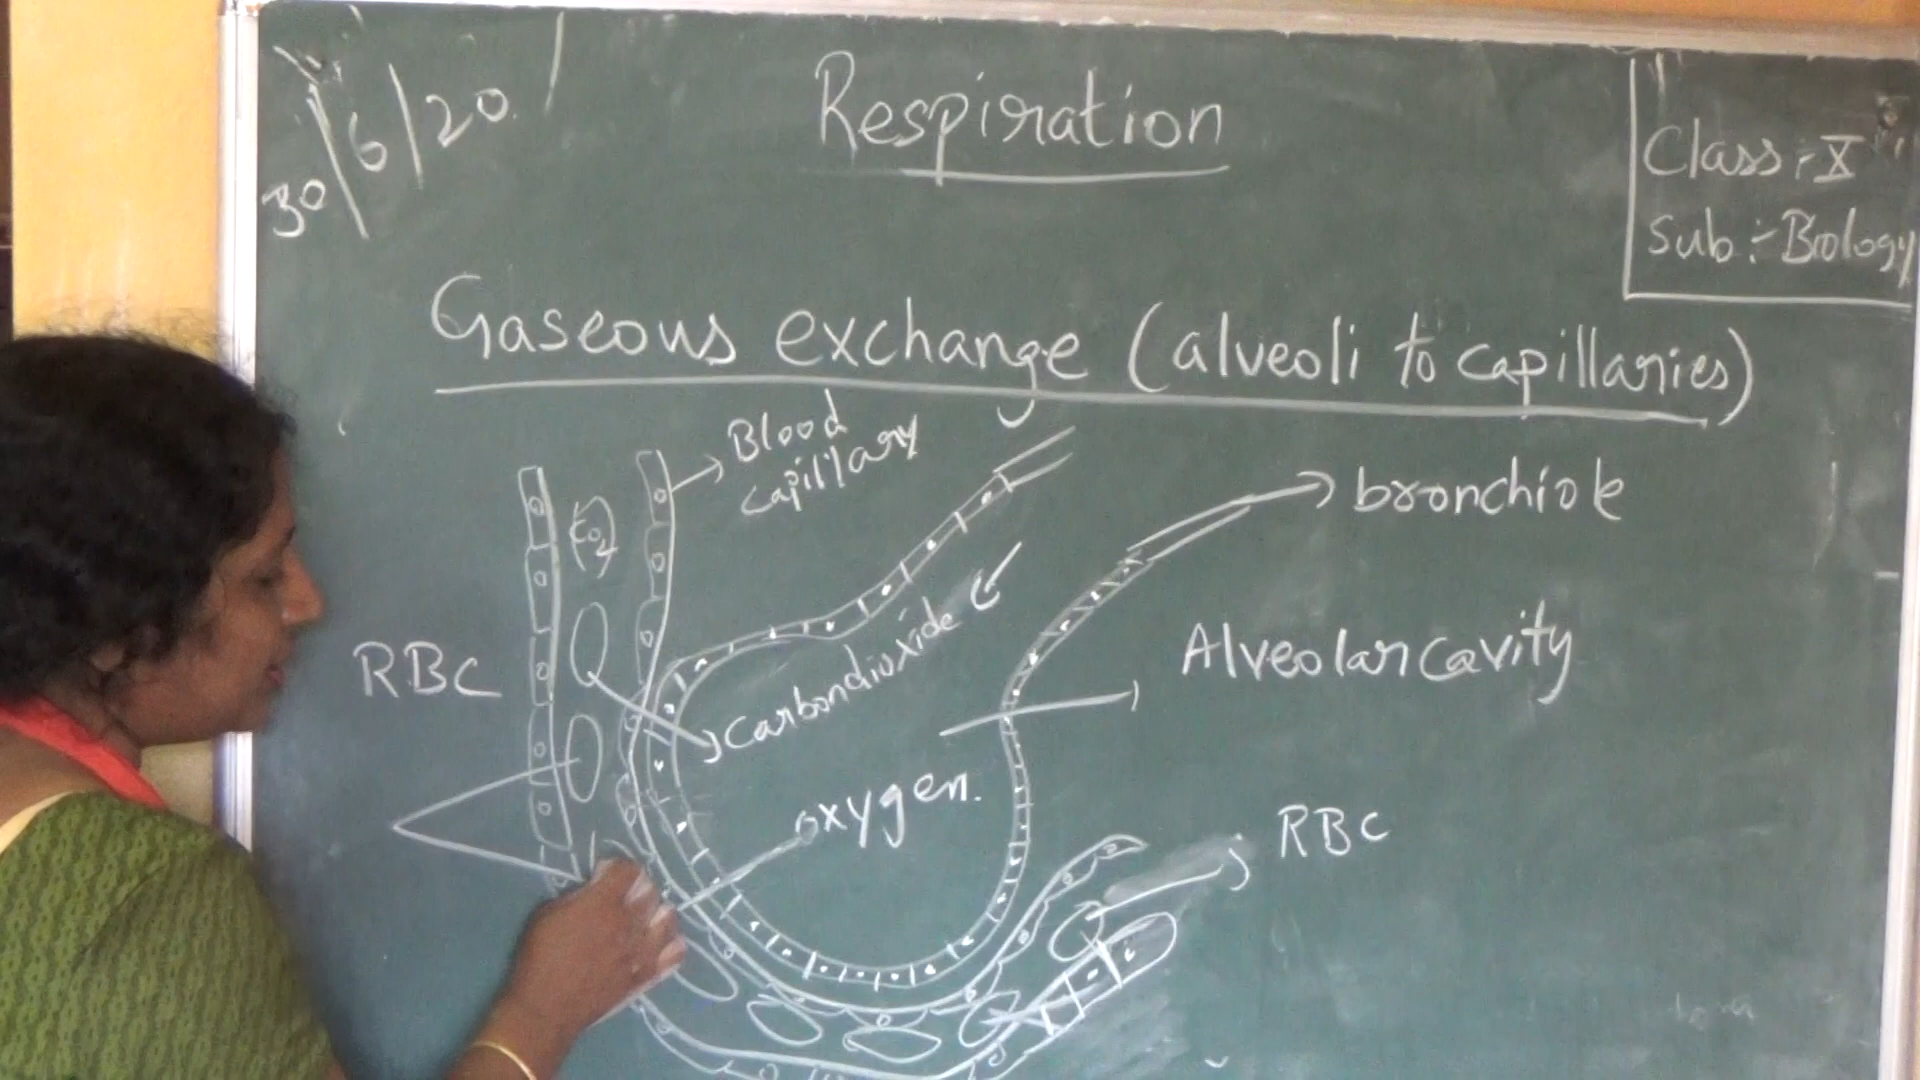 30/6/20
Respiration
Class :- X
Sub :- Biology
Gaseous exchange (alveoli to capillaries)
Blood
capillary
CO2
bronchiole
RBC
carbondioxide
Alveolar cavity
oxygen.
RBC